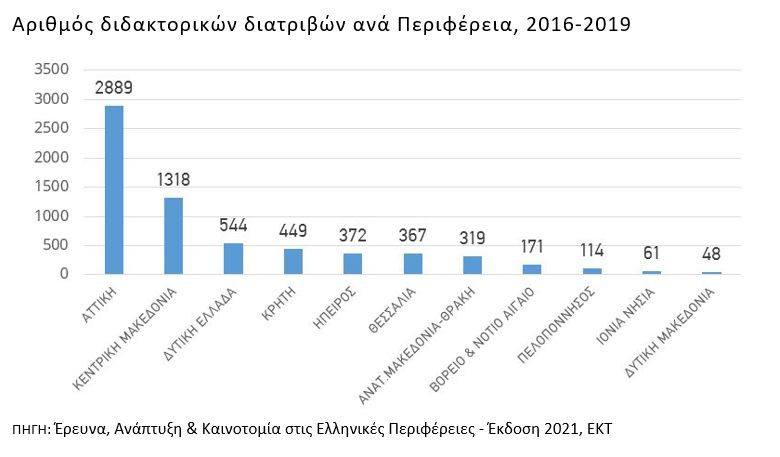 Αριθμός διδακτορικών διατριβών ανά Περιφέρεια, 2016-2019
3500
3000
2500
2000
1500
1000
500
0
2889
1318
544
449
372
367
319
171
114
61
48
ΑΤΤΙΚΗ
ΚΕΝΤΡΙΚΗ ΜΑΚΕΔΟΝΙΑ
ΔΥΤΙΚΗ ΕΛΛΑΔΑ
ΚΡΗΤΗ
ΗΠΕΙΡΟΣ
ΘΕΣΣΑΛΙΑ
ΑΝΑΤ.ΜΑΚΕΔΟΝΙΑ-ΘΡΑΚΗ
ΒΟΡΕΙΟ & ΝΟΤΙΟ ΑΙΓΑΙΟ
ΠΕΛΟΠΟΝΝΗΣΟΣ
ΙΟΝΙΑ ΝΗΣΙΑ
ΔΥΤΙΚΗ ΜΑΚΕΔΟΝΙΑ
ΠΗΓΗ: Έρευνα, Ανάπτυξη & Καινοτομία στις Ελληνικές Περιφέρειες - Έκδοση 2021, ΕΚΤ